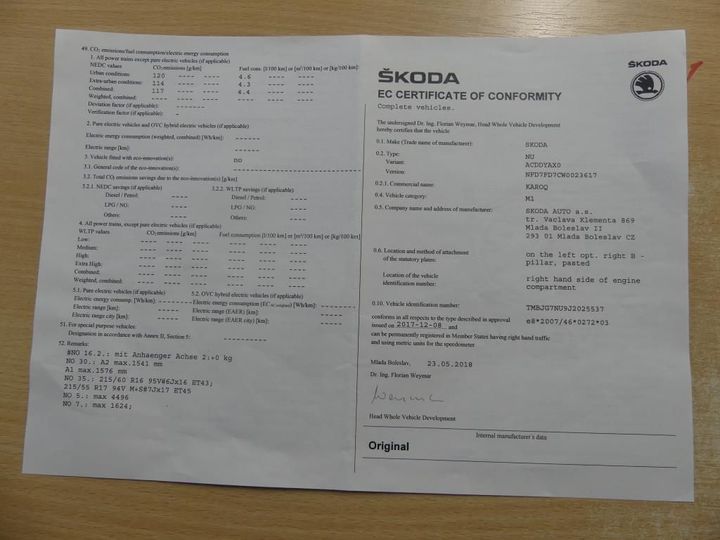 49. CO₂ emissions/fuel consumption/electric energy consumption
1. All power trains except pure electric vehicles (if applicable)
NEDC values CO₂emissions [g/km] Fuel cons. [l/100 km] or [m³/100 km] or [kg/100 km]:
Urban conditions: 120 ---- ---- 4.6 ---- ----
Extra-urban conditions: 114 ---- ---- 4.3 ---- ----
Combined: 117 ---- ---- 4.4 ---- ----
Weighted, combined: ---- ---- ---- ---- ---- ----
Deviation factor (if applicable): -
Verification factor (if applicable): -
2. Pure electric vehicles and OVC hybrid electric vehicles (if applicable)
Electric energy consumption (weighted, combined) [Wh/km]: ------
Electric range [km]: ------
3. Vehicle fitted with eco-innovation(s): no
3.1. General code of the eco-innovation(s): ------
3.2. Total CO₂ emissions savings due to the eco-innovation(s) [g/km]
3.2.1. NEDC savings (if applicable) 3.2.2. WLTP savings (if applicable)
Diesel / Petrol: ---- Diesel / Petrol: ----
LPG / NG: ---- LPG / NG: ----
Others: ---- Others: ----
4. All power trains, except pure electric vehicles (if applicable)
WLTP values CO₂emissions [g/km] Fuel consumption [l/100 km] or [m³/100 km] or [kg/100 km]
Low: ---- ---- ---- ---- ---- ----
Medium: ---- ---- ---- ---- ---- ----
High: ---- ---- ---- ---- ---- ----
Extra High: ---- ---- ---- ---- ---- ----
Combined: ---- ---- ---- ---- ---- ----
Weighted, combined: ---- ---- ---- ---- ---- ----
5.1. Pure electric vehicles (if applicable) 5.2. OVC hybrid electric vehicles (if applicable)
Electric energy consump. [Wh/km]: ------ Electric energy consumption [Wh/km]: ------
Electric range [km]: ------ Electric range (EAER) [km]: ------
Electric range city [km]: ------ Electric range (EAER city) [km]: ------
51. For special purpose vehicles:
Designation in accordance with Annex II, Section 5: ------
52. Remarks:
#NO 16.2.: mit Anhaenger Achse 2:+0 kg
NO 30.: A2 max.1541 mm
A1 max.1576 mm
NO 35.: 215/60 R16 95V#6Jx16 ET43;
215/55 R17 94V M+S#7Jx17 ET45
NO 5.: max 4496
NO 7.: max 1624;
ŠKODA
ŠKODA
EC CERTIFICATE OF CONFORMITY
Complete vehicles.
The undersigned Dr. Ing. Florian Weymar, Head Whole Vehicle Development
hereby certifies that the vehicle
0.1. Make (Trade name of manufacturer): SKODA
0.2. Type: NU
Variant: ACDDYAX0
Version: NFD7FD7CW0023617
0.2.1. Commercial name: KAROQ
0.4. Vehicle category: M1
0.5. Company name and address of manufacturer: SKODA AUTO a.s.
tr. Vaclava Klementa 869
Mlada Boleslav II
293 01 Mlada Boleslav CZ
0.6. Location and method of attachment on the left opt. right B -
of the statutory plates: pillar, pasted
Location of the vehicle right hand side of engine
identification number: compartment
0.10. Vehicle identification number: TMBJG7NU9J2025537
conforms in all respects to the type described in approval e8*2007/46*0272*03
issued on 2017-12-08 and
can be permanently registered in Member States having right hand traffic
and using metric units for the speedometer
Mlada Boleslav, 23.05.2018
Dr. Ing. Florian Weymar
Head Whole Vehicle Development
Internal manufacturer's data
Original